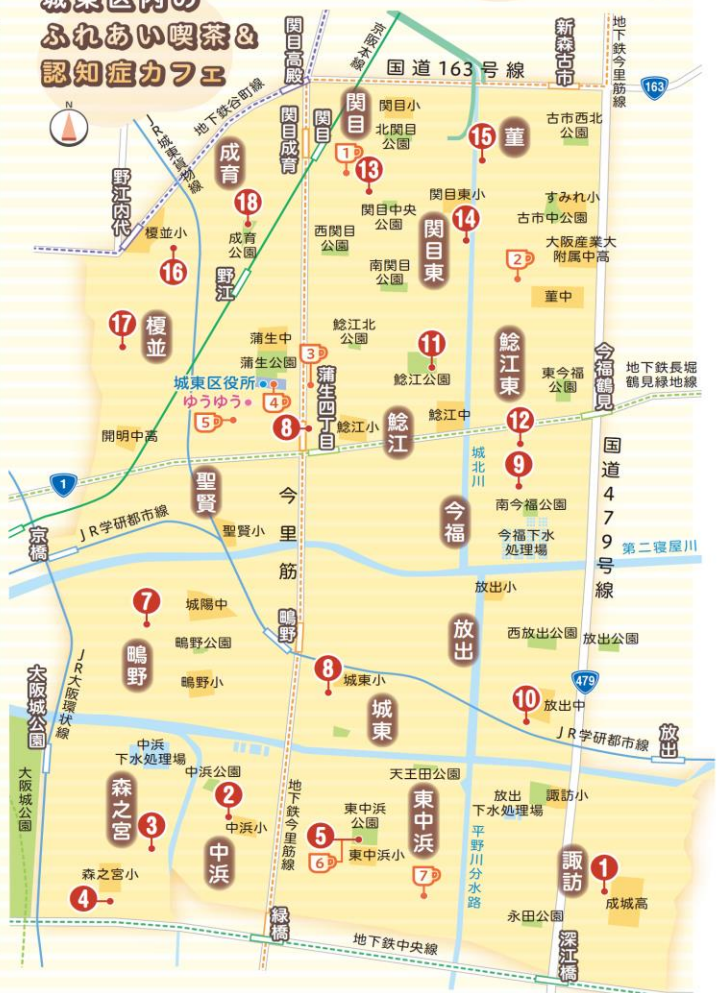 城東区内の
ふれあい喫茶&
認知症カフェ
N
関目高殿
京阪本線
国道163号線
新森古市
地下鉄今里筋線
163
地下鉄谷町線
JR城東貨物線
野江内代
成育
関目成育
関目
関目
関目小
北関目
公園
1
13
15
菫
古市西北
公園
18
成育
公園
関目中央
公園
関目東小
14
すみれ小
古市中公園
榎並小
16
野江
西関目
公園
関目東
南関目
公園
大阪産業大
附属中高
2
菫中
17
榎並
蒲生中
蒲生公園
3
鯰江北
公園
11
鯰江公園
鯰江東
東今福
公園
今福鶴見
地下鉄長堀
鶴見緑地線
城東区役所
ゆうゆう
4
5
蒲生四丁目
8
鯰江小
鯰江
鯰江中
12
開明中高
城北川
9
国道479号線
1
聖賢
今里筋
今福
南今福公園
今福下水
処理場
京橋
JR学研都市線
聖賢小
第二寝屋川
放出小
7
城陽中
鴫野公園
鴫野
鴫野
鴫野小
放出
西放出公園
放出公園
大阪城公園
JR大阪環状線
8
城東小
城東
479
10
放出中
JR学研都市線
放出
大阪城公園
中浜
下水処理場
中浜公園
天王田公園
森之宮
3
2
中浜小
中浜
地下鉄今里筋線
5
東中浜
公園
6
東中浜小
東中浜
7
平野川分水路
放出
下水処理場
諏訪小
諏訪
1
成城高
森之宮小
4
緑橋
永田公園
地下鉄中央線
深江橋